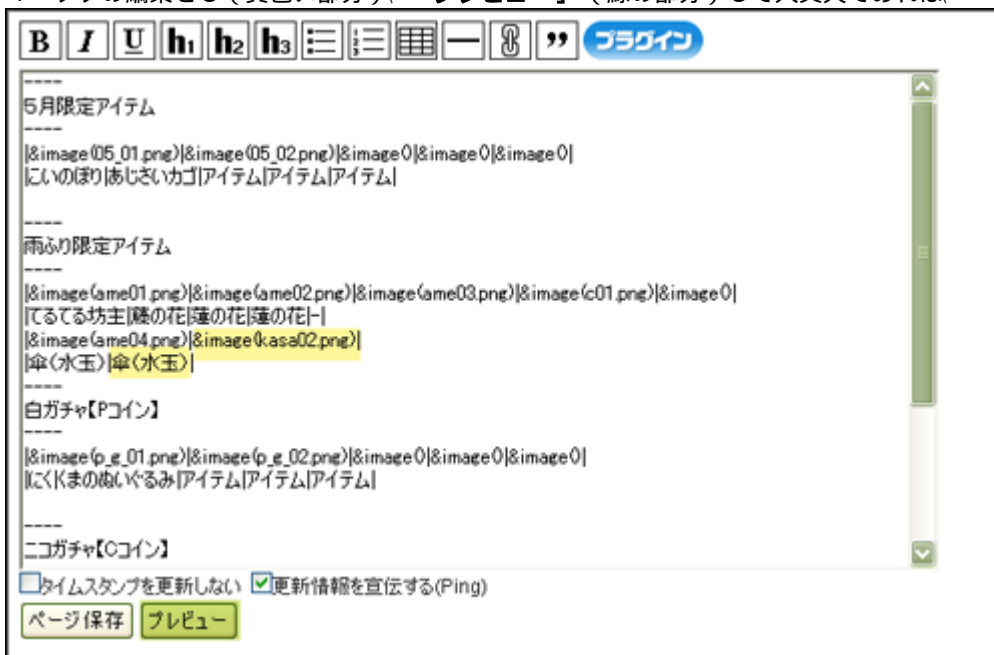 B I U h1 h2 h3 プラグイン
----
5月限定アイテム
----
|&image(05_01.png)|&image(05_02.png)|&image()|&image()|&image()|
|こいのぼり|あじさいカゴ|アイテム|アイテム|アイテム|
----
雨ふり限定アイテム
----
|&image(ame01.png)|&image(ame02.png)|&image(ame03.png)|&image(c01.png)|&image()|
|てるてる坊主|藤の花|蓮の花|蓮の花|-|
|&image(ame04.png)|&image(kasa02.png)|
|傘(水玉)|傘(水玉)|
----
白ガチャ【Pコイン】
----
|&image(p_g_01.png)|&image(p_g_02.png)|&image()|&image()|&image()|
|にく|くまのぬいぐるみ|アイテム|アイテム|アイテム|
----
ニコガチャ【Cコイン】
タイムスタンプを更新しない 更新情報を宣伝する(Ping)
ページ保存 プレビュー